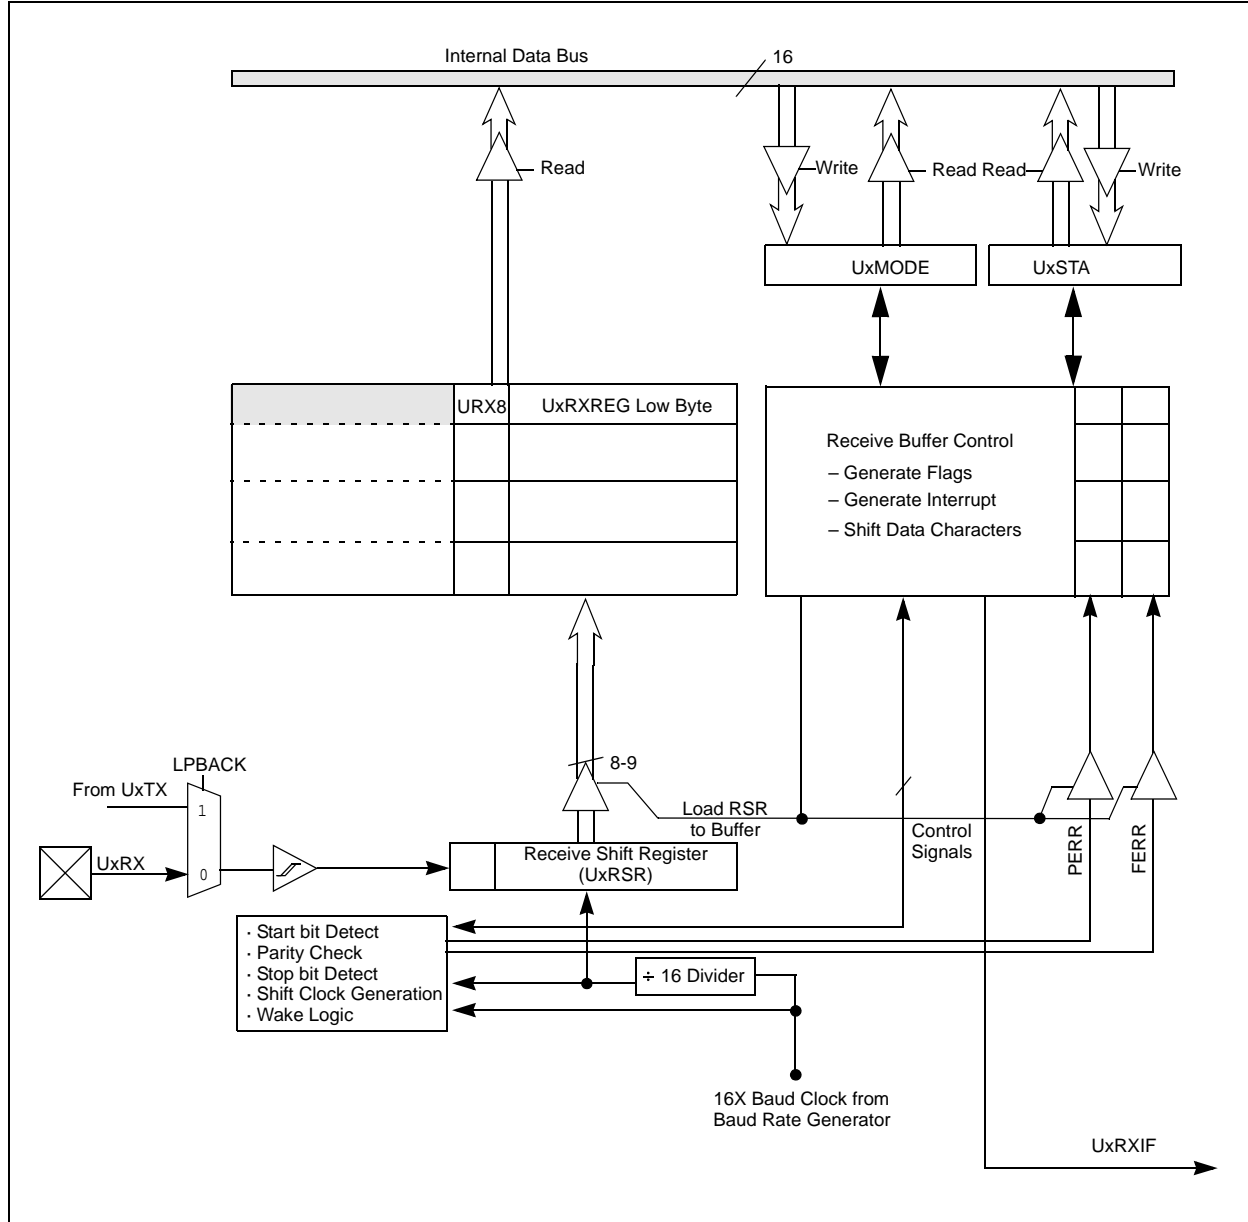 Internal Data Bus
16
Read
Write
Read Read
Write
UxMODE
UxSTA
URX8
UxRXREG Low Byte
Receive Buffer Control
– Generate Flags
– Generate Interrupt
– Shift Data Characters
LPBACK
8-9
From UxTX
1
Load RSR
to Buffer
Control
Signals
PERR
FERR
UxRX
0
Receive Shift Register
(UxRSR)
· Start bit Detect
· Parity Check
· Stop bit Detect
· Shift Clock Generation
· Wake Logic
÷ 16 Divider
16X Baud Clock from
Baud Rate Generator
UxRXIF